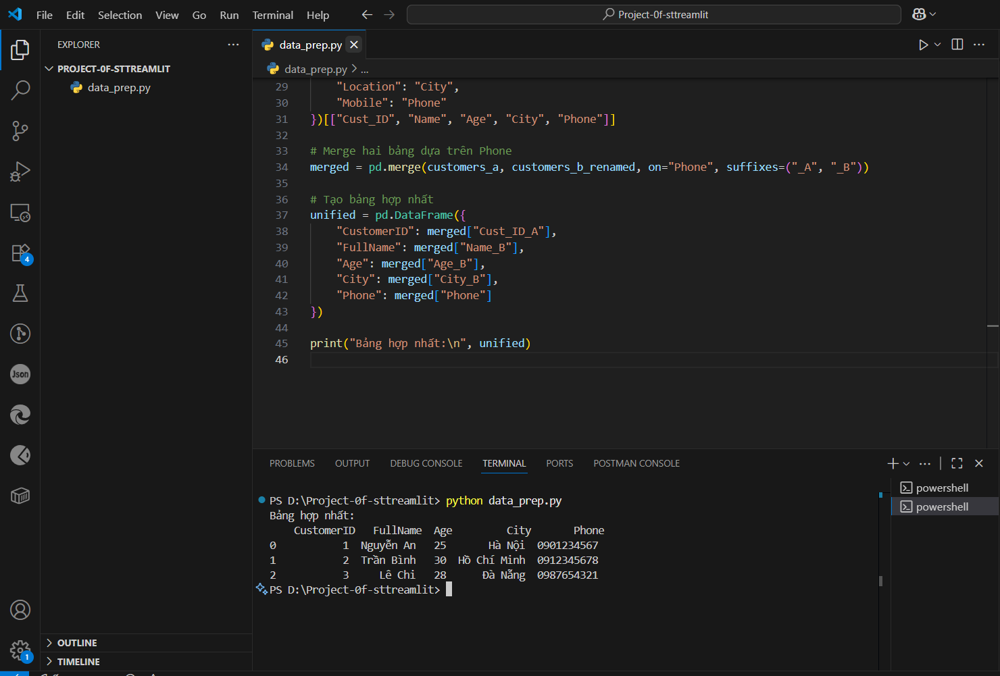 File Edit Selection View Go Run Terminal Help
Project-0f-sttreamlit
EXPLORER
PROJECT-0F-STTREAMLIT
data_prep.py
data_prep.py
data_prep.py > ...
29 "Location": "City",
30 "Mobile": "Phone"
31 })[["Cust_ID", "Name", "Age", "City", "Phone"]]
32
33 # Merge hai bảng dựa trên Phone
34 merged = pd.merge(customers_a, customers_b_renamed, on="Phone", suffixes=("_A", "_B"))
35
36 # Tạo bảng hợp nhất
37 unified = pd.DataFrame({
38 "CustomerID": merged["Cust_ID_A"],
39 "FullName": merged["Name_B"],
40 "Age": merged["Age_B"],
41 "City": merged["City_B"],
42 "Phone": merged["Phone"]
43 })
44
45 print("Bảng hợp nhất:\n", unified)
46
4
Json
PROBLEMS OUTPUT DEBUG CONSOLE TERMINAL PORTS POSTMAN CONSOLE
powershell
powershell
PS D:\Project-0f-sttreamlit> python data_prep.py
Bảng hợp nhất:
CustomerID FullName Age City Phone
0 1 Nguyễn An 25 Hà Nội 0901234567
1 2 Trần Bình 30 Hồ Chí Minh 0912345678
2 3 Lê Chi 28 Đà Nẵng 0987654321
PS D:\Project-0f-sttreamlit>
OUTLINE
TIMELINE
1